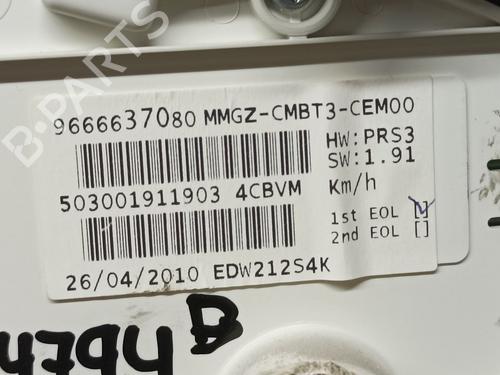 9666637080 MMGZ-CMBT3-CEM00
HW:PRS3
SW:1.91
503001911903 4CBVM
Km/h
1st EOL []
2nd EOL []
26/04/2010 EDW212S4K
B-Parts